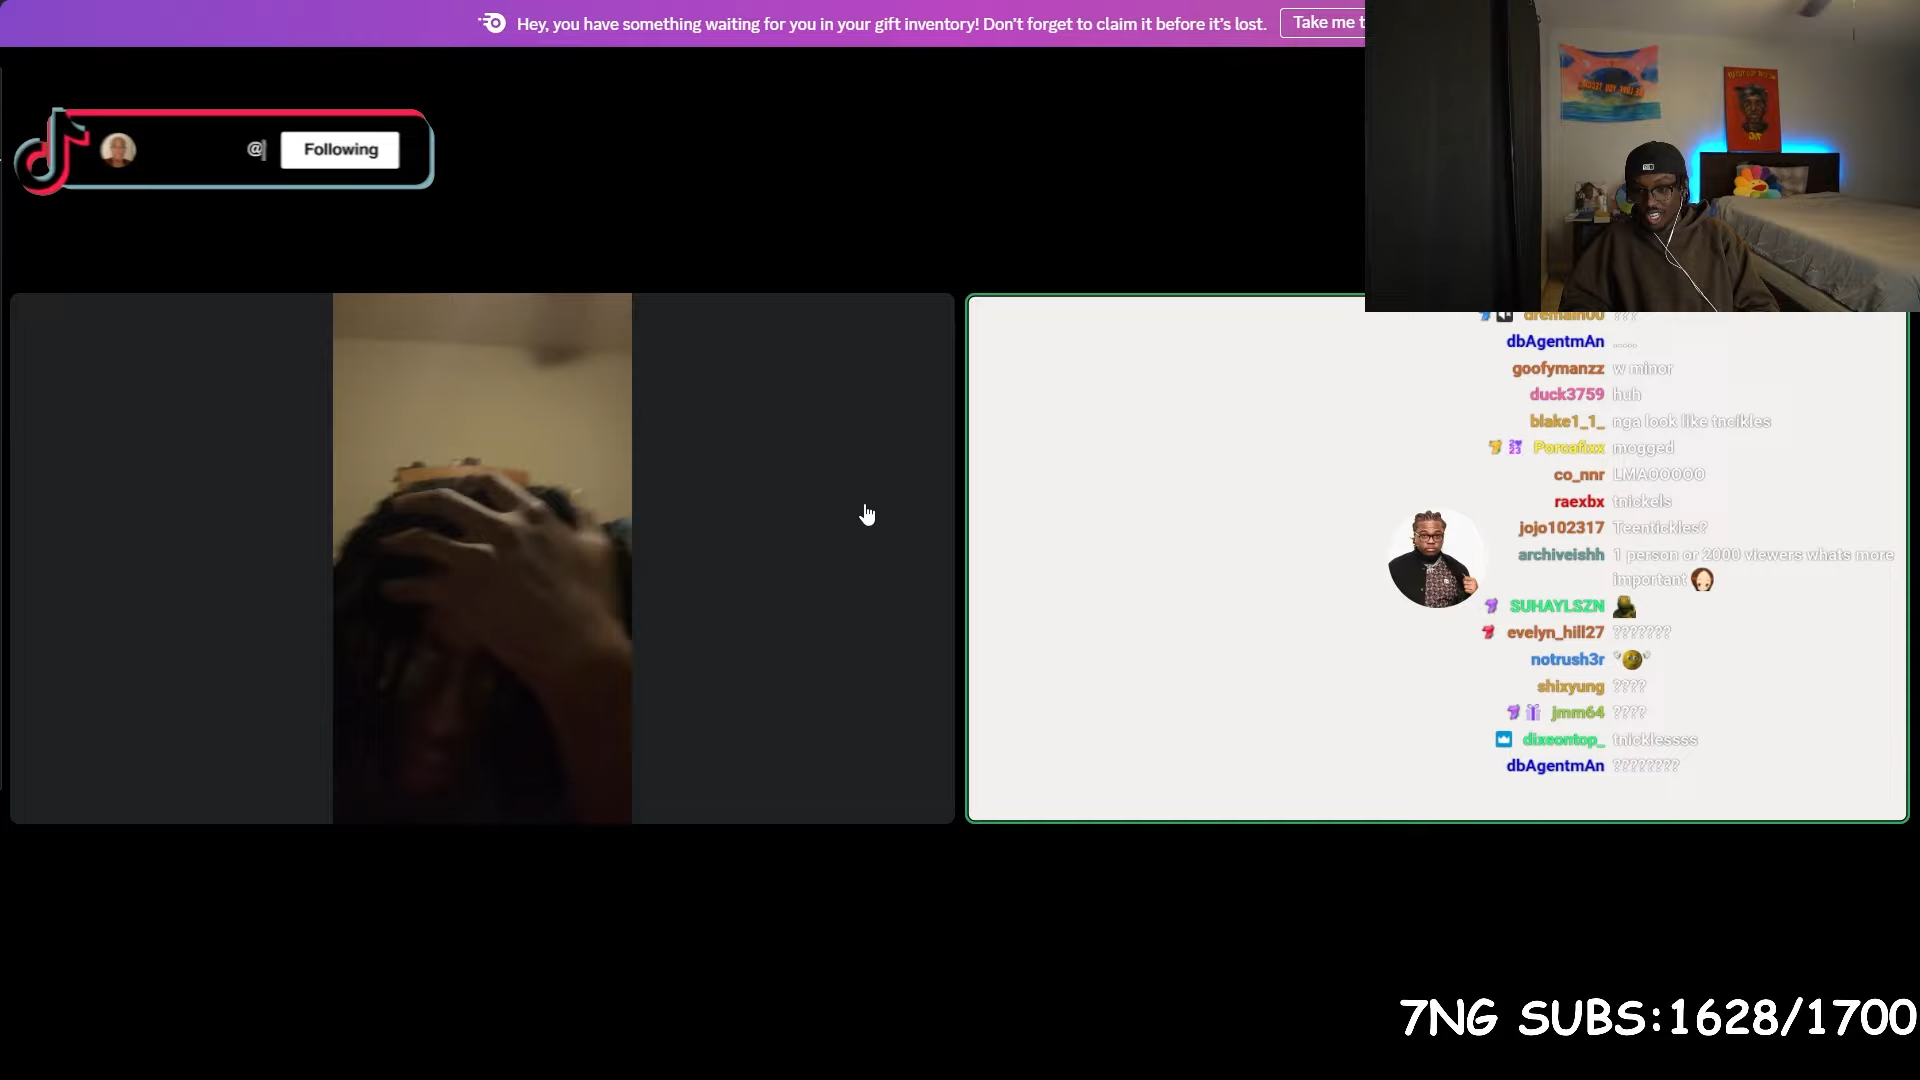 Hey, you have something waiting for you in your gift inventory! Don't forget to claim it before it's lost.
Take me t
@
Following
dremain00 ???
dbAgentmAn ......
goofymanzz w minor
duck3759 huh
blake1_1_ nga look like tncikles
Porcafixx mogged
co_nnr LMAOOOOO
raexbx tnickels
jojo102317 Teentickles?
archiveishh 1 person or 2000 viewers whats more
important
SUHAYLSZN
evelyn_hill27 ???????
notrush3r
shixyung ????
jmm64 ????
dixeontop_ tnicklessss
dbAgentmAn ????????
7NG SUBS:1628/1700